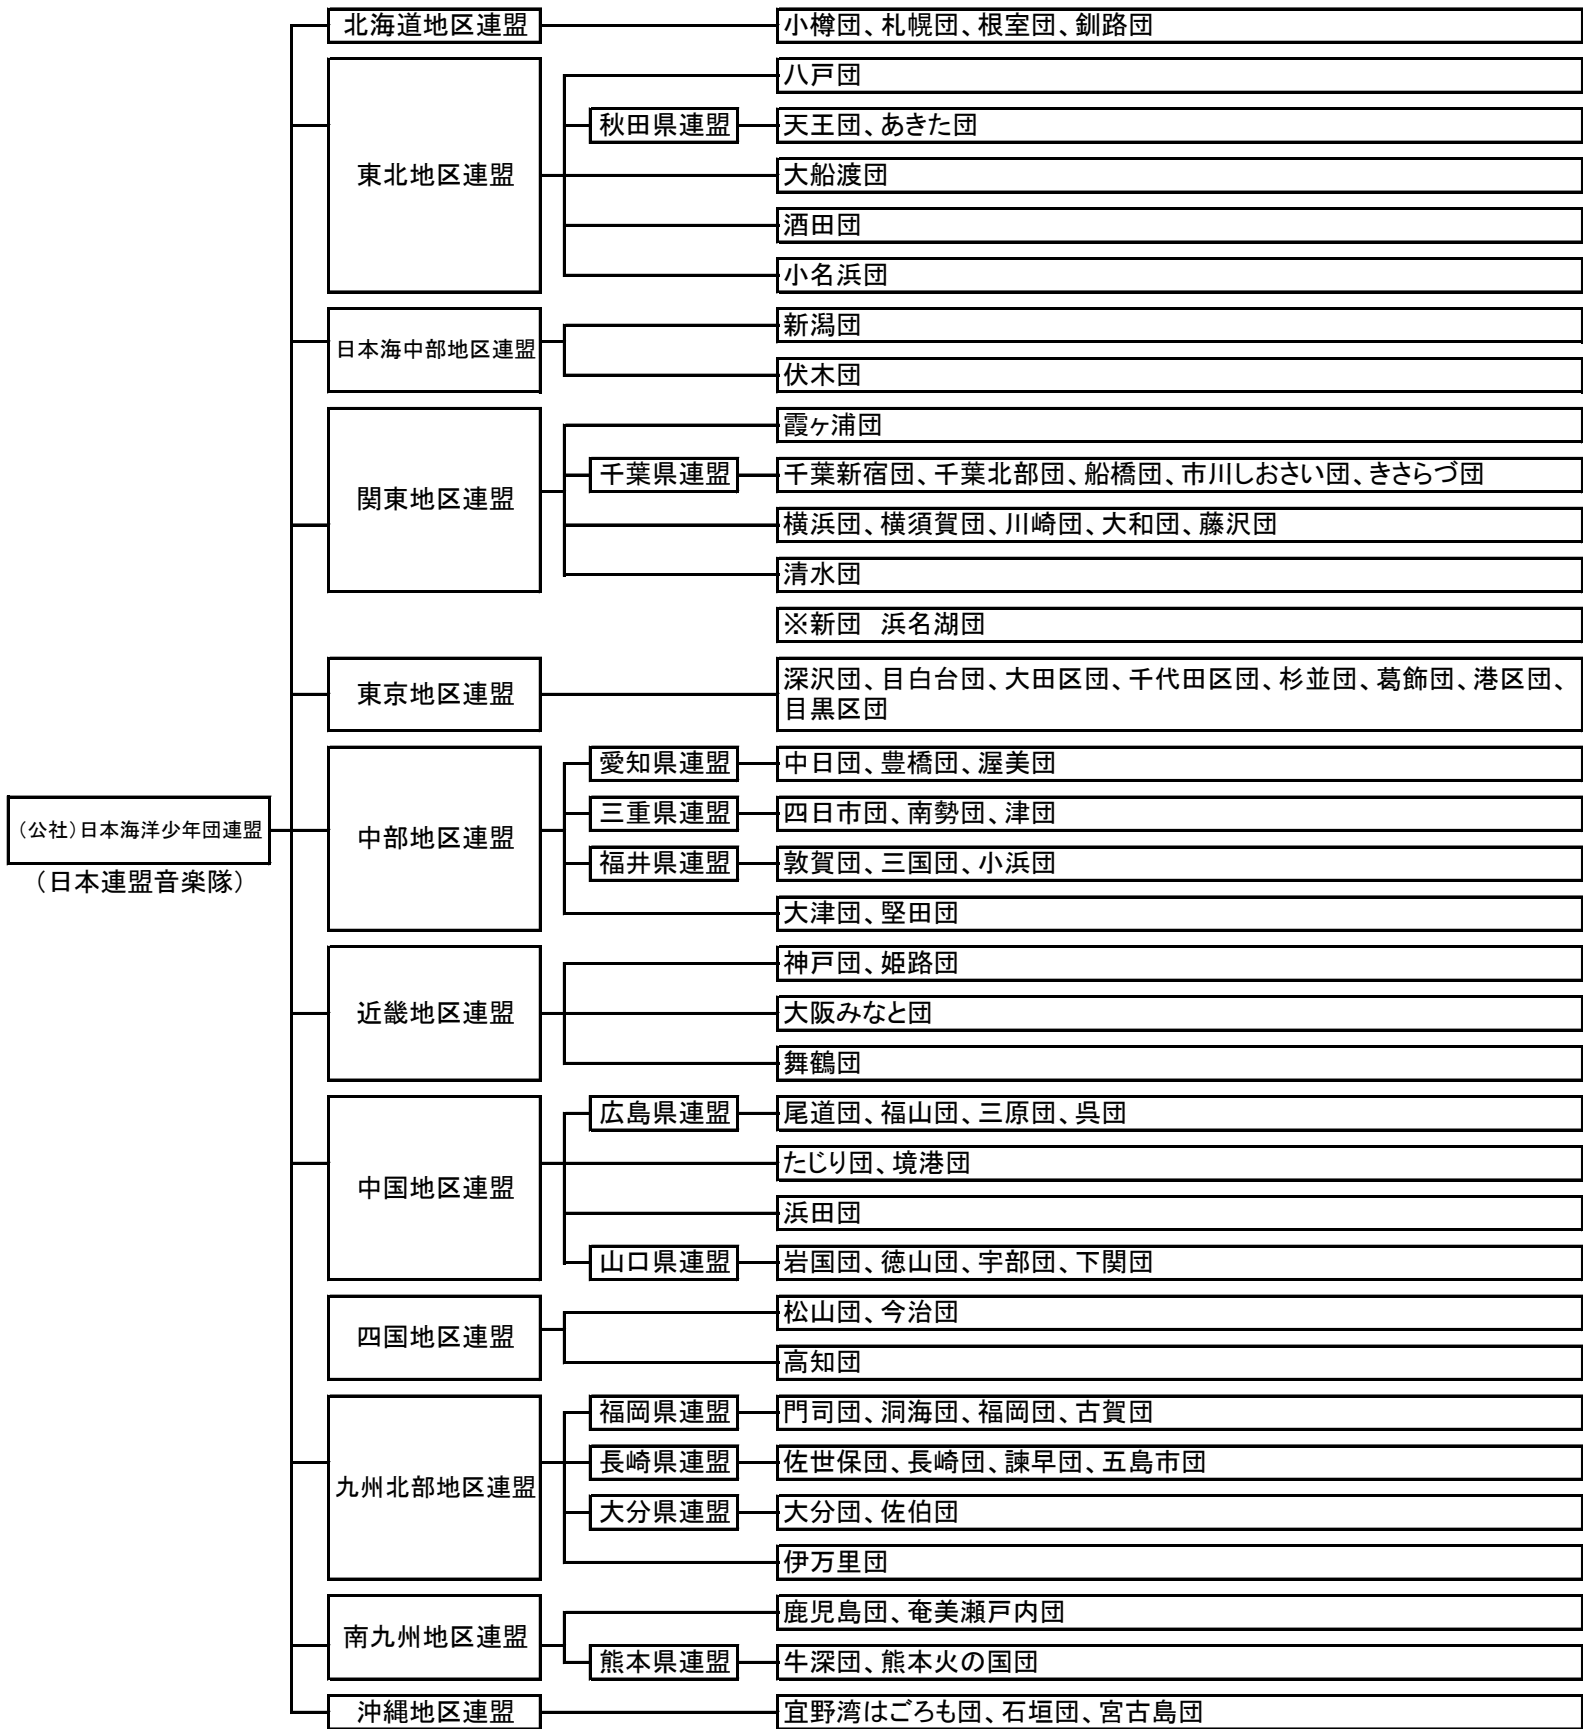 北海道地区連盟
小樽団、札幌団、根室団、釧路団
東北地区連盟
八戸団
秋田県連盟
天王団、あきた団
大船渡団
酒田団
小名浜団
日本海中部地区連盟
新潟団
伏木団
関東地区連盟
霞ヶ浦団
千葉県連盟
千葉新宿団、千葉北部団、船橋団、市川しおさい団、きさらづ団
横浜団、横須賀団、川崎団、大和団、藤沢団
清水団
※新団　浜名湖団
東京地区連盟
深沢団、目白台団、大田区団、千代田区団、杉並団、葛飾団、港区団、
目黒区団
（公社）日本海洋少年団連盟
（日本連盟音楽隊）
中部地区連盟
愛知県連盟
中日団、豊橋団、渥美団
三重県連盟
四日市団、南勢団、津団
福井県連盟
敦賀団、三国団、小浜団
大津団、堅田団
近畿地区連盟
神戸団、姫路団
大阪みなと団
舞鶴団
中国地区連盟
広島県連盟
尾道団、福山団、三原団、呉団
たじり団、境港団
浜田団
山口県連盟
岩国団、徳山団、宇部団、下関団
四国地区連盟
松山団、今治団
高知団
九州北部地区連盟
福岡県連盟
門司団、洞海団、福岡団、古賀団
長崎県連盟
佐世保団、長崎団、諫早団、五島市団
大分県連盟
大分団、佐伯団
伊万里団
南九州地区連盟
鹿児島団、奄美瀬戸内団
熊本県連盟
牛深団、熊本火の国団
沖縄地区連盟
宜野湾はごろも団、石垣団、宮古島団